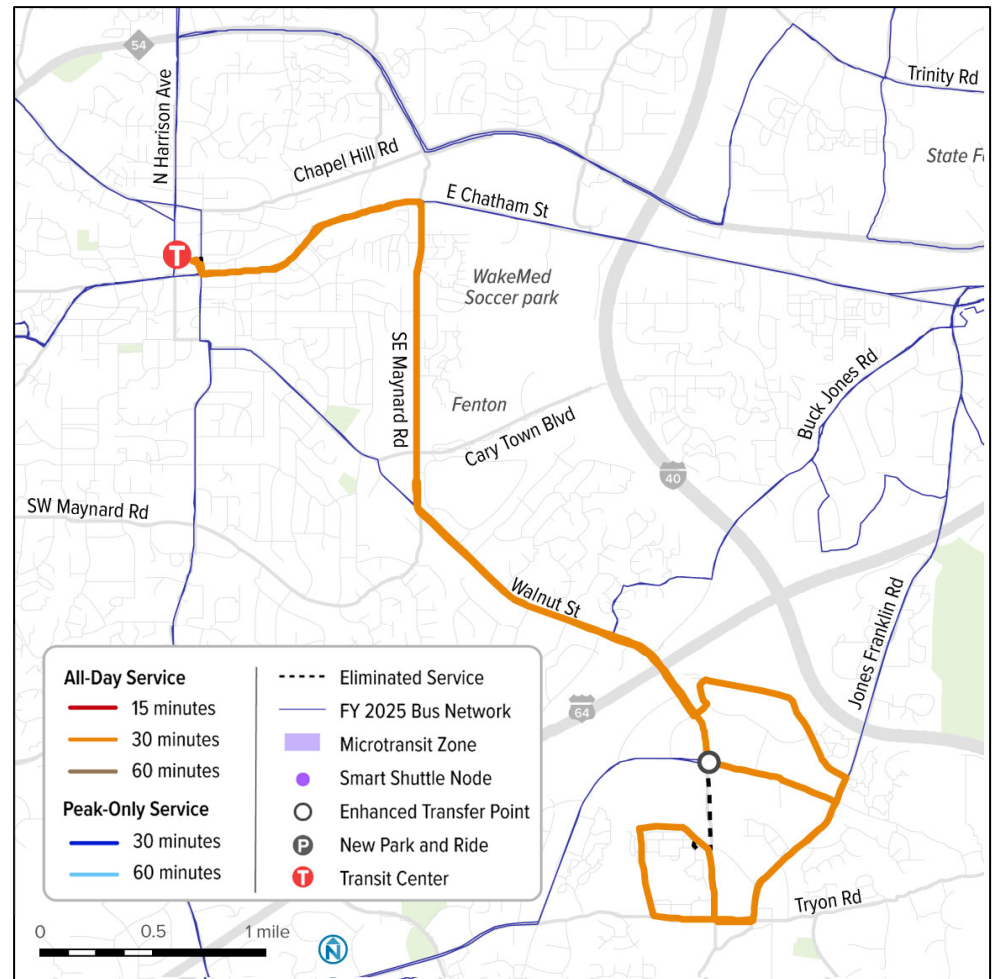 54
N Harrison Ave
Trinity Rd
Chapel Hill Rd
State F
E Chatham St
T
WakeMed
Soccer park
SE Maynard Rd
Buck Jones Rd
Fenton
Cary Town Blvd
40
SW Maynard Rd
Walnut St
Jones Franklin Rd
64
All-Day Service
15 minutes
30 minutes
60 minutes
Peak-Only Service
30 minutes
60 minutes
Eliminated Service
FY 2025 Bus Network
Microtransit Zone
Smart Shuttle Node
Enhanced Transfer Point
P New Park and Ride
T Transit Center
Tryon Rd
0 0.5 1 mile
N